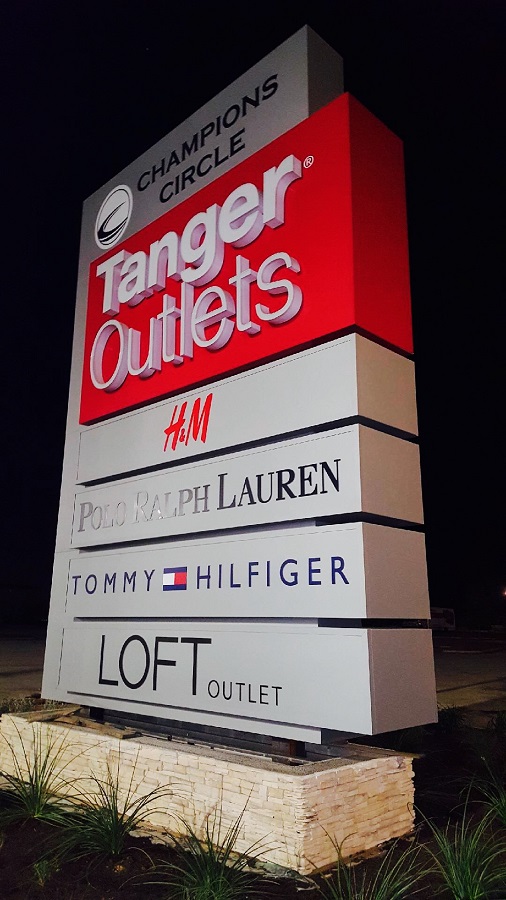 CHAMPIONS
CIRCLE
Tanger®
Outlets
H&M
POLO RALPH LAUREN
TOMMY HILFIGER
LOFT OUTLET